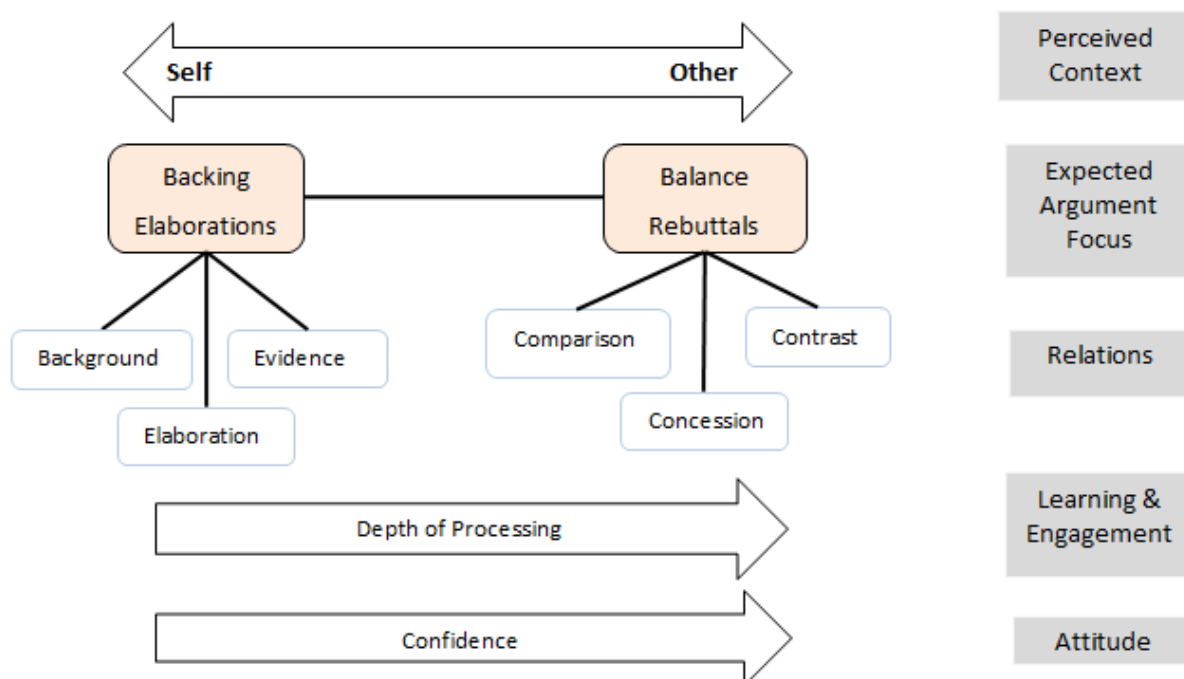 Self Other
Perceived
Context
Backing
Elaborations
Balance
Rebuttals
Expected
Argument
Focus
Background
Evidence
Elaboration
Comparison
Contrast
Concession
Relations
Depth of Processing
Learning &
Engagement
Confidence
Attitude